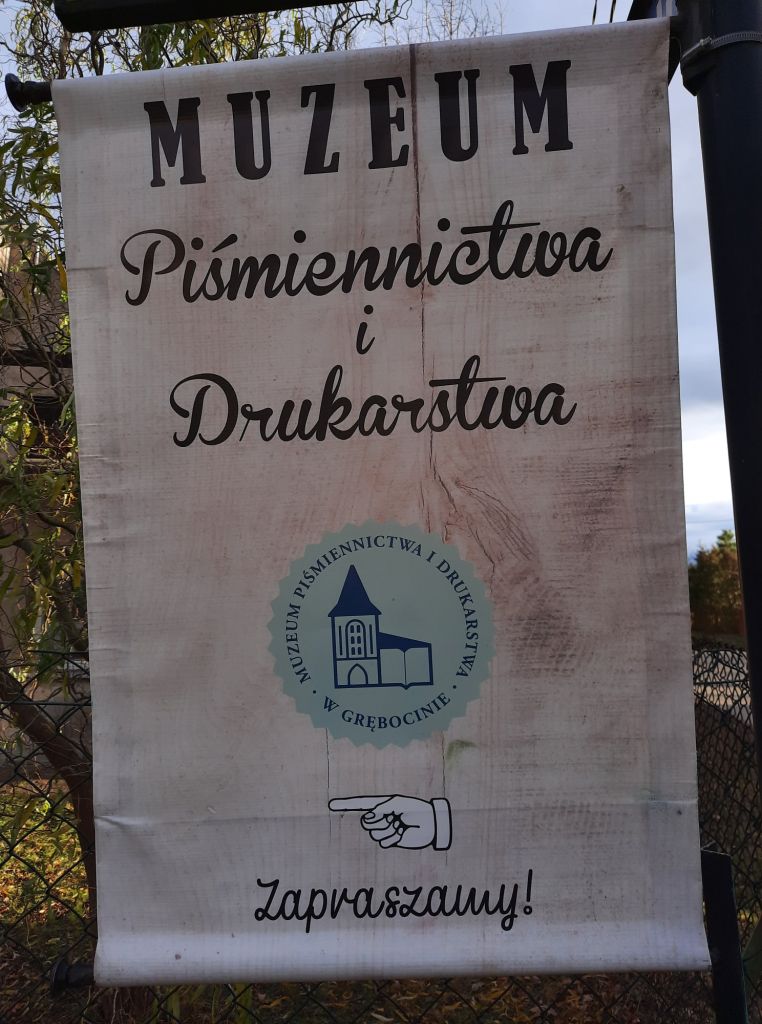 MUZEUM
Piśmiennictwa
i
Drukarstwa
MUZEUM PIŚMIENNICTWA I DRUKARSTWA
• W GRĘBOCINIE •
Zapraszamy!